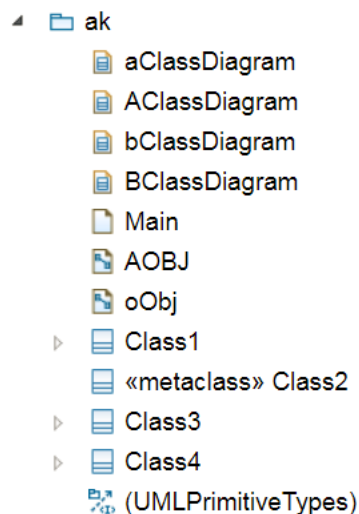 ak
aClassDiagram
AClassDiagram
bClassDiagram
BClassDiagram
Main
AOBJ
oObj
Class1
«metaclass» Class2
Class3
Class4
(UMLPrimitiveTypes)